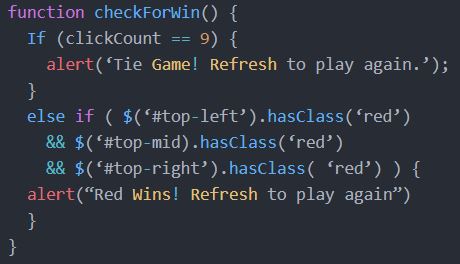 function checkForWin() {
If (clickCount == 9) {
alert(‘Tie Game! Refresh to play again.’);
}
else if ( $(‘#top-left’).hasClass(‘red’)
&& $(‘#top-mid).hasClass(‘red’)
&& $(‘#top-right’).hasClass( ‘red’) ) {
alert(“Red Wins! Refresh to play again”)
}
}